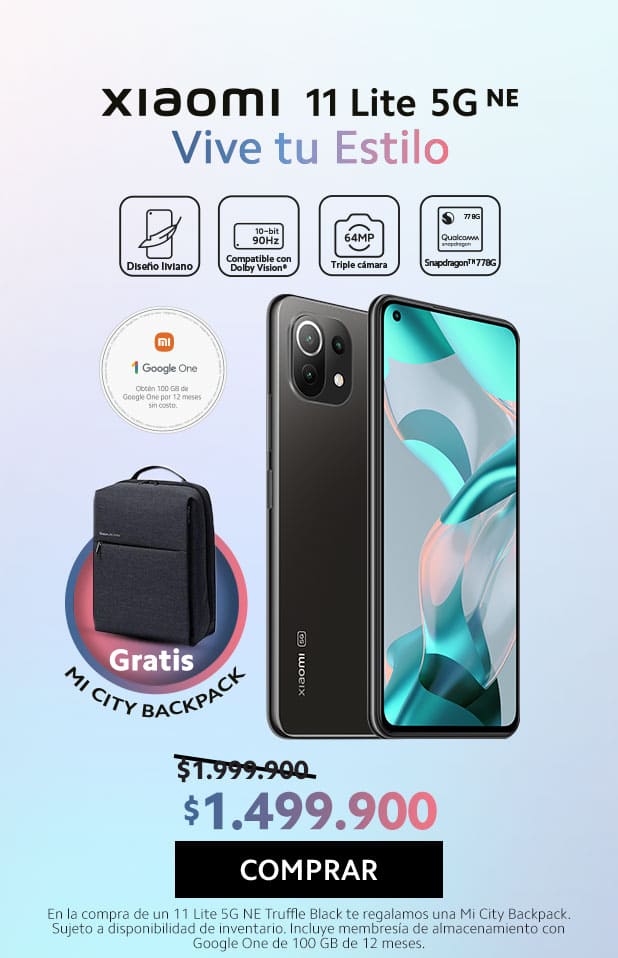 XIAOMI 11 Lite 5G NE
Vive tu Estilo
Diseño liviano
10-bit
90Hz
Compatible con
Dolby Vision®
64MP
Triple cámara
778G
Qualcomm
snapdragon
Snapdragon™ 778G
mi
1 Google One
Obtén 100 GB de
Google One por 12 meses
sin costo.
Gratis
MI CITY BACKPACK
XIAOMI 5G
$1.999.900
$1.499.900
COMPRAR
En la compra de un 11 Lite 5G NE Truffle Black te regalamos una Mi City Backpack.
Sujeto a disponibilidad de inventario. Incluye membresía de almacenamiento con
Google One de 100 GB de 12 meses.